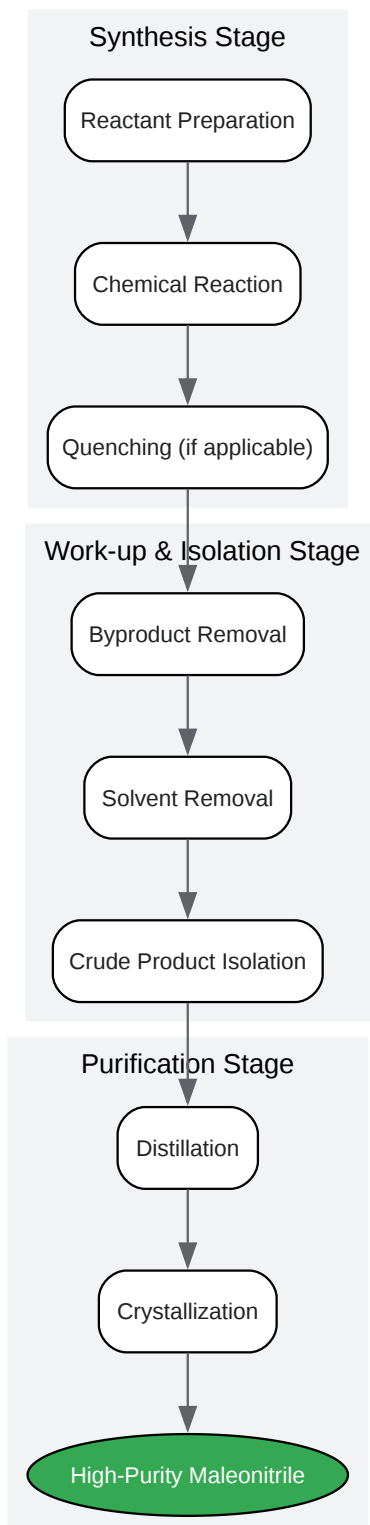 Synthesis Stage
Reactant Preparation
Chemical Reaction
Quenching (if applicable)
Work-up & Isolation Stage
Byproduct Removal
Solvent Removal
Crude Product Isolation
Purification Stage
Distillation
Crystallization
High-Purity Maleonitrile